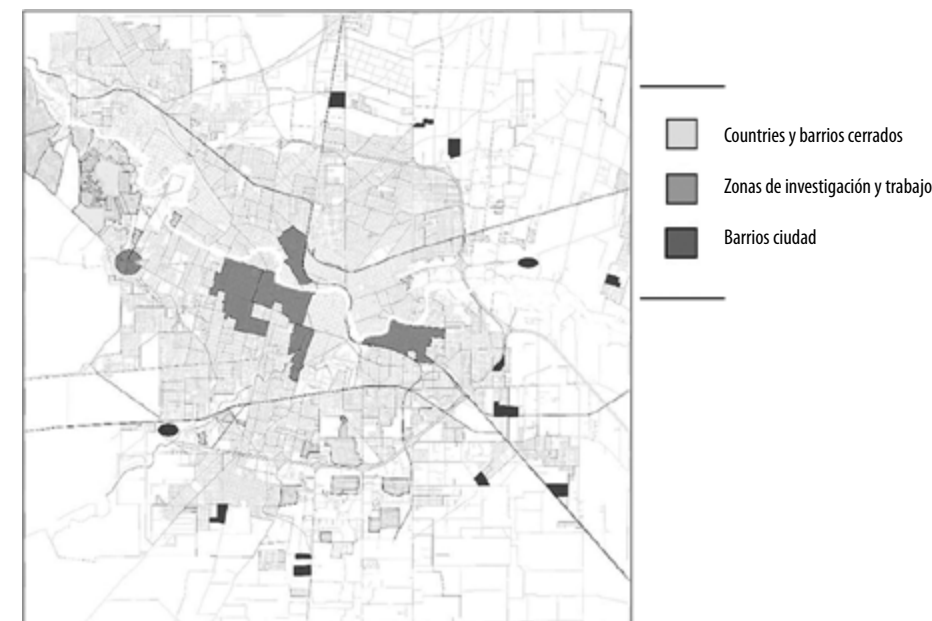 Countries y barrios cerrados
Zonas de investigación y trabajo
Barrios ciudad